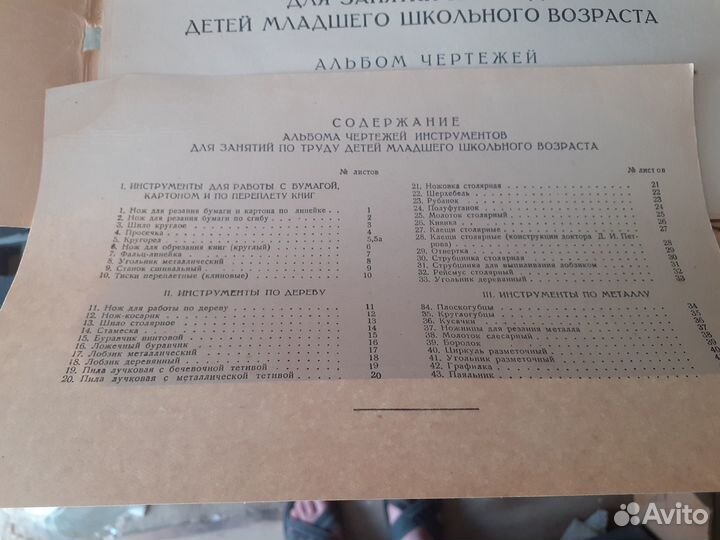 ДЛЯ ЗАНЯТ
ДЕТЕЙ МЛАДШЕГО ШКОЛЬНОГО ВОЗРАСТА
АЛЬБОМ ЧЕРТЕЖЕЙ
СОДЕРЖАНИЕ
АЛЬБОМА ЧЕРТЕЖЕЙ ИНСТРУМЕНТОВ
ДЛЯ ЗАНЯТИЙ ПО ТРУДУ ДЕТЕЙ МЛАДШЕГО ШКОЛЬНОГО ВОЗРАСТА
№ листов
I. ИНСТРУМЕНТЫ ДЛЯ РАБОТЫ С БУМАГОЙ,
КАРТОНОМ И ПО ПЕРЕПЛЕТУ КНИГ
1. Нож для резания бумаги и картона по линейке . . 1
2. Нож для резания бумаги по сгибу . . . . . . 2
3. Шило круглое . . . . . . 3
4. Просечка . . . . . . 4
5. Кругорез . . . . . . 5,5а
6. Нож для обрезания книг (круглый) . . . . . . 6
7. Фальц-линейка . . . . . . 7
8. Угольник металлический . . . . . . 8
9. Станок сшивальный . . . . . . 9
10. Тиски переплетные (клиновые) . . . . . . 10
II. ИНСТРУМЕНТЫ ПО ДЕРЕВУ
11. Нож для работы по дереву . . . . . . 11
12. Нож-косарик . . . . . . 12
13. Шило столярное . . . . . . 13
14. Стамеска . . . . . . 14
15. Буравчик винтовой . . . . . . 15
16. Ложечный буравчик . . . . . . 16
17. Лобзик металлический . . . . . . 17
18. Лобзик деревянный . . . . . . 18
19. Пила лучковая с бечевочной тетивой . . . . . . 19
20. Пила лучковая с металлической тетивой . . . . . . 20
№ листов
21. Ножовка столярная . . . . . . 21
22. Шерхебель . . . . . . 22
23. Рубанок . . . . . . 23
24. Полуфуганок . . . . . . 24
25. Молоток столярный . . . . . . 25
26. Киянка . . . . . . 26
27. Клещи столярные . . . . . . 27
28. Клещи столярные (конструкции доктора Д. И. Пет-
рова) . . . . . . 28
29. Отвертка . . . . . . 29
30. Струбцинка столярная . . . . . . 30
31. Струбцинка для выпиливания лобзиком . . . . . . 31
32. Рейсмус столярный . . . . . . 32
33. Угольник деревянный . . . . . . 33
III. ИНСТРУМЕНТЫ ПО МЕТАЛЛУ
34. Плоскогубцы . . . . . . 34
35. Круглогубцы . . . . . . 35
36. Кусачки . . . . . . 36
37. Ножницы для резания металла . . . . . . 37
38. Молоток слесарный . . . . . . 38
39. Бородок . . . . . . 39
40. Циркуль разметочный . . . . . . 40
41. Угольник разметочный . . . . . .
42. Графилка . . . . . .
43. Паяльник . . . . . .
Avito